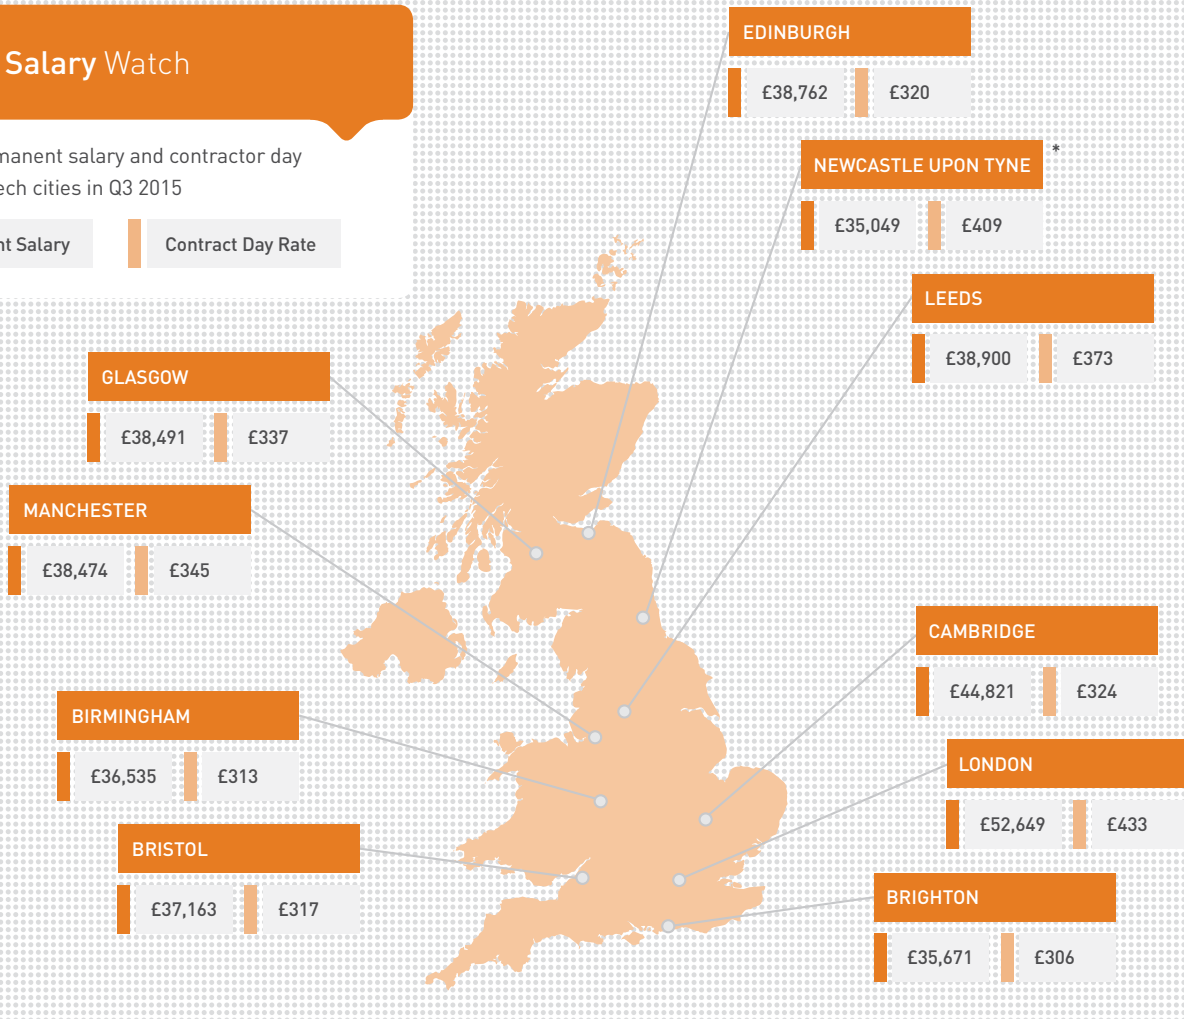 Salary Watch
manent salary and contractor day
ech cities in Q3 2015
nt Salary
Contract Day Rate
EDINBURGH
£38,762
£320
NEWCASTLE UPON TYNE *
£35,049
£409
LEEDS
£38,900
£373
GLASGOW
£38,491
£337
MANCHESTER
£38,474
£345
CAMBRIDGE
£44,821
£324
BIRMINGHAM
£36,535
£313
LONDON
£52,649
£433
BRISTOL
£37,163
£317
BRIGHTON
£35,671
£306